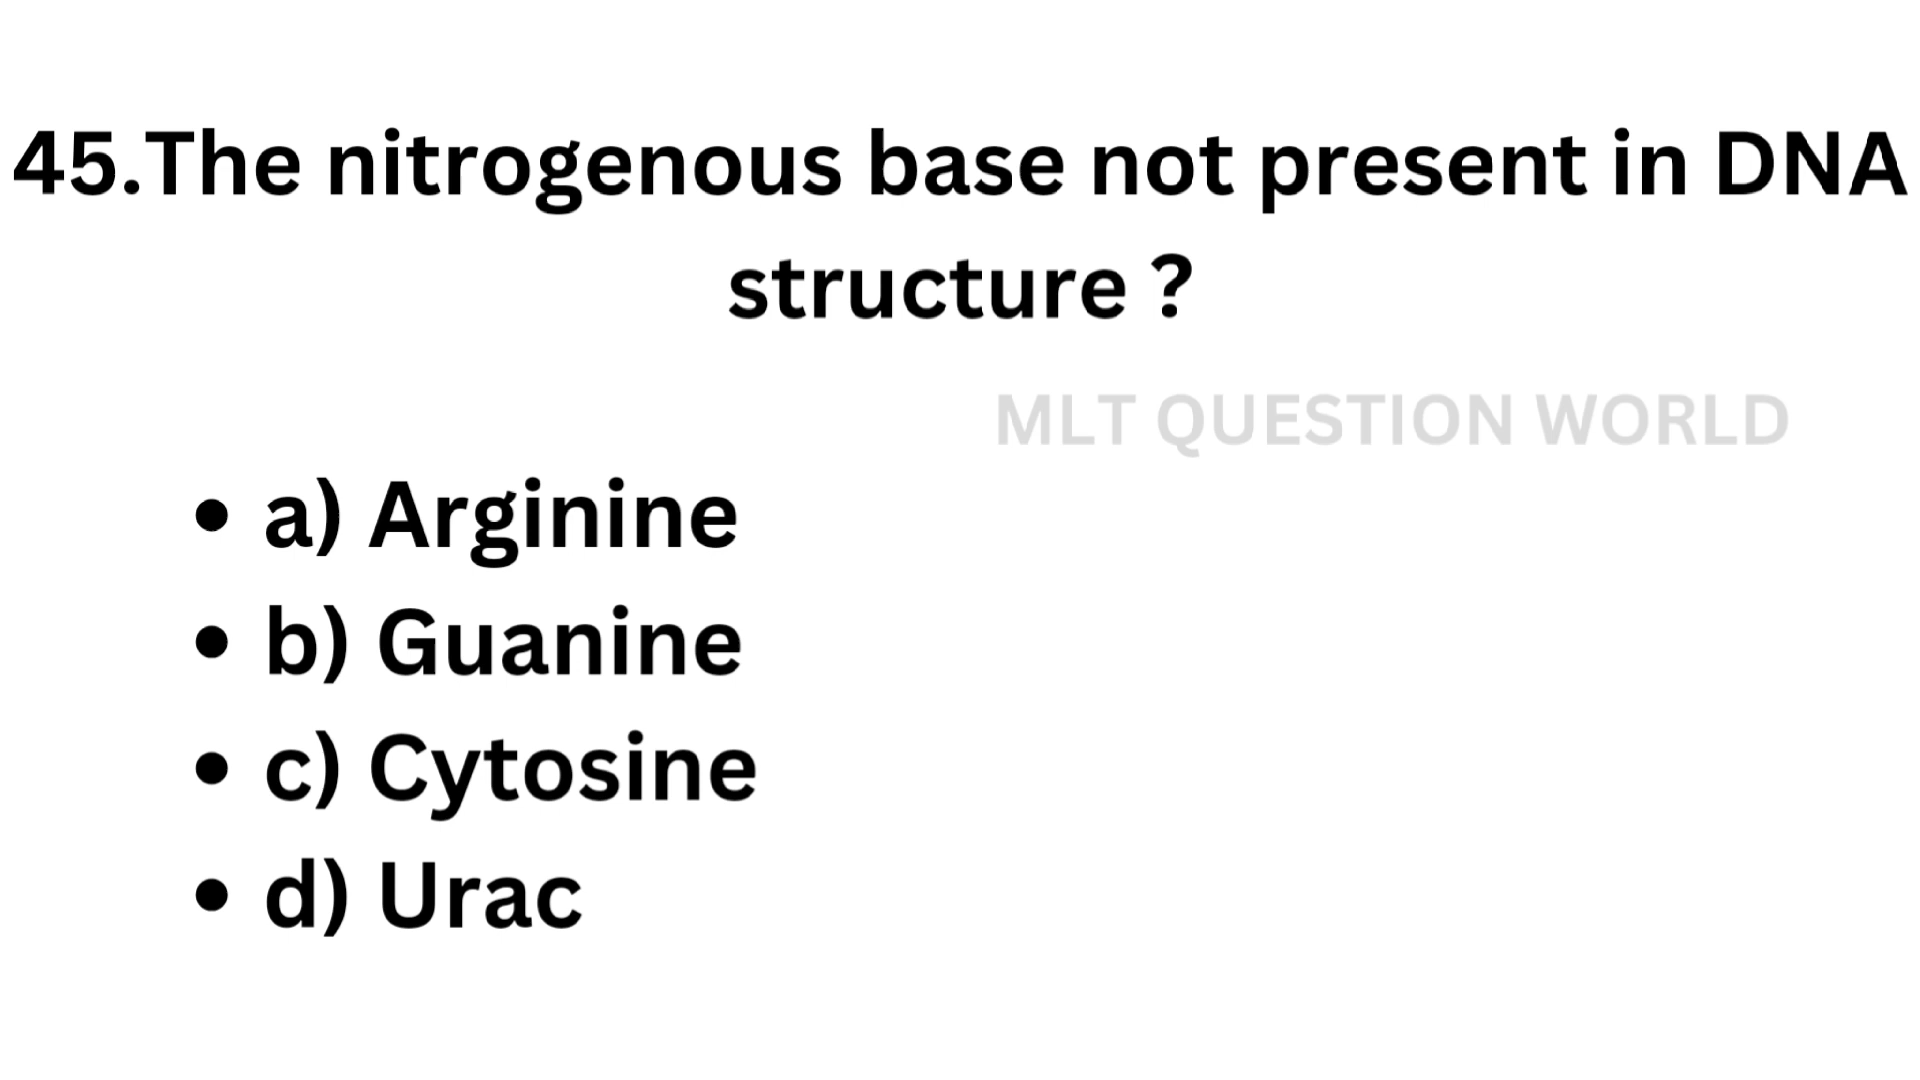 45.The nitrogenous base not present in DNA
structure ?
MLT QUESTION WORLD
• a) Arginine
• b) Guanine
• c) Cytosine
• d) Urac